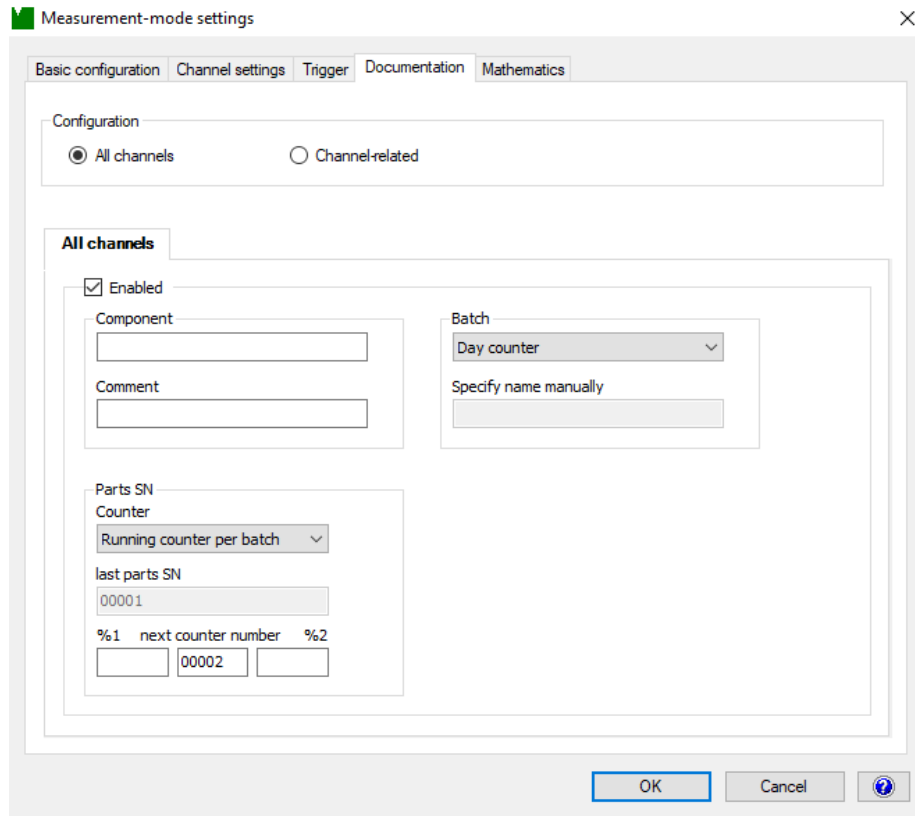 Measurement-mode settings
Basic configuration Channel settings Trigger Documentation Mathematics
Configuration
All channels Channel-related
All channels
Enabled
Component
Comment
Batch
Day counter
Specify name manually
Parts SN
Counter
Running counter per batch
last parts SN
00001
%1 next counter number %2
00002
OK Cancel ?